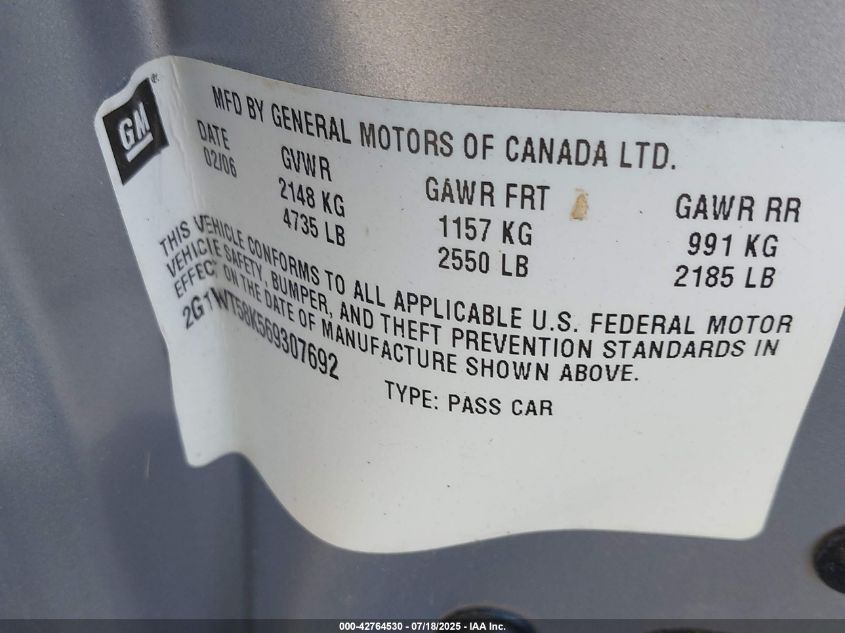 GM
MFD BY GENERAL MOTORS OF CANADA LTD.
DATE
02/06
GVWR
2148 KG
4735 LB
GAWR FRT
1157 KG
2550 LB
GAWR RR
991 KG
2185 LB
THIS VEHICLE CONFORMS TO ALL APPLICABLE U.S. FEDERAL MOTOR
VEHICLE SAFETY, BUMPER, AND THEFT PREVENTION STANDARDS IN
EFFECT ON THE DATE OF MANUFACTURE SHOWN ABOVE.
2G1WT58K569307692
TYPE: PASS CAR
000-42764530 - 07/18/2025 - IAA Inc.